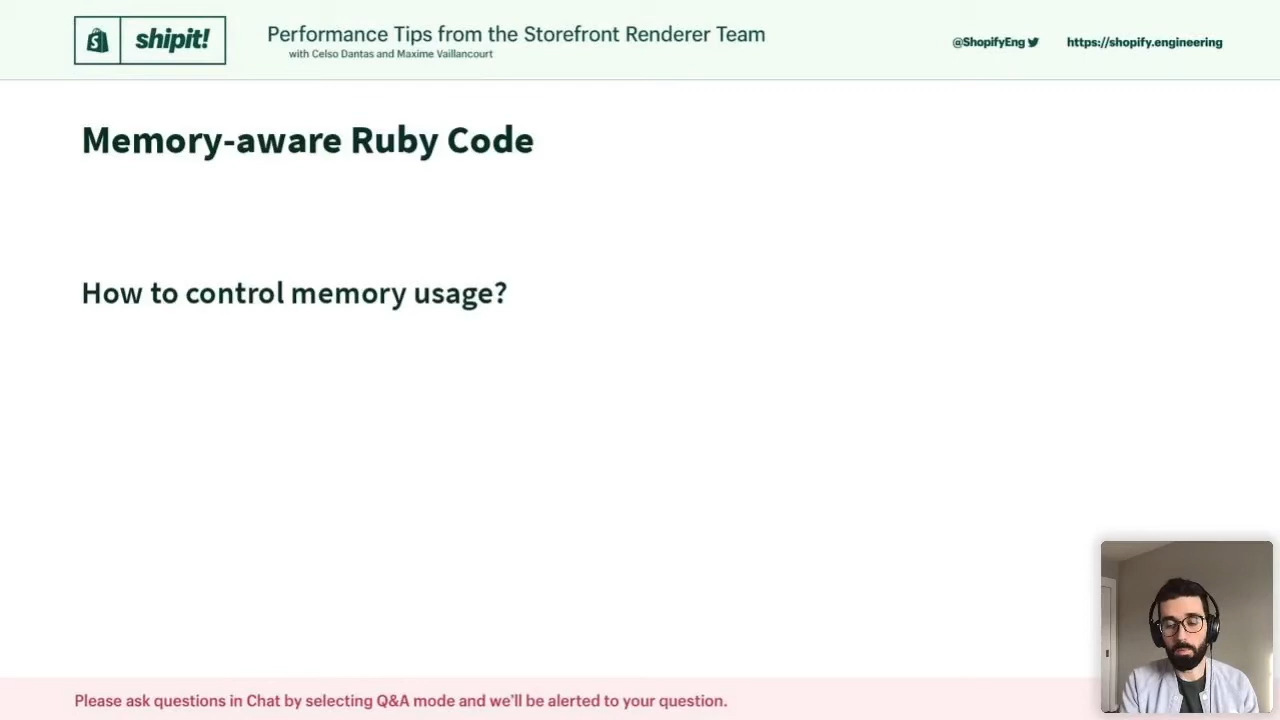 shipit!
Performance Tips from the Storefront Renderer Team
with Celso Dantas and Maxime Vaillancourt
@ShopifyEng
https://shopify.engineering
Memory-aware Ruby Code
How to control memory usage?
Please ask questions in Chat by selecting Q&A mode and we'll be alerted to your question.